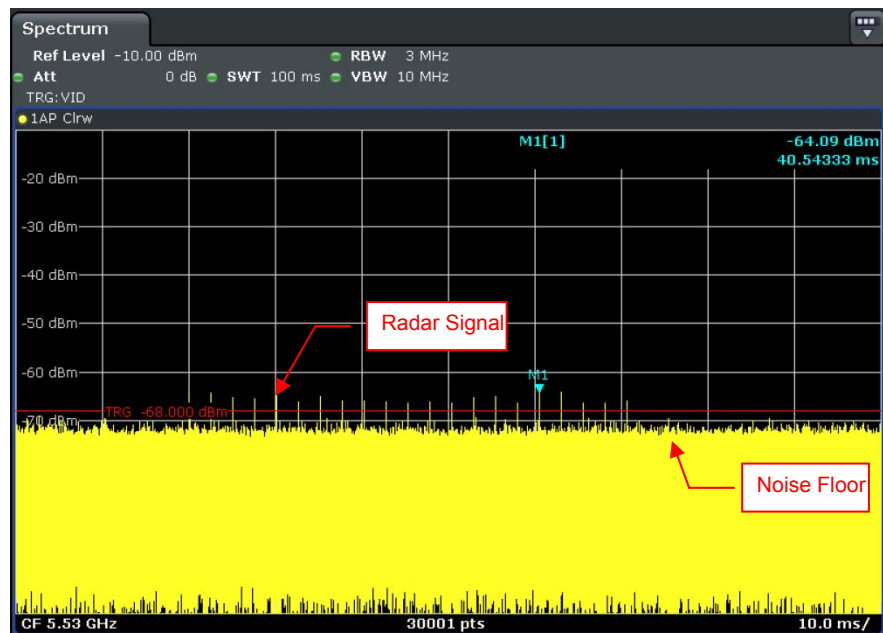 Spectrum
Ref Level -10.00 dBm RBW 3 MHz
Att 0 dB SWT 100 ms VBW 10 MHz
TRG:VID
1AP Clrw
M1[1] -64.09 dBm
40.54333 ms
-20 dBm
-30 dBm
-40 dBm
-50 dBm
Radar Signal
-60 dBm
M1
TRG -68.000 dBm
-70 dBm
Noise Floor
CF 5.53 GHz 30001 pts 10.0 ms/